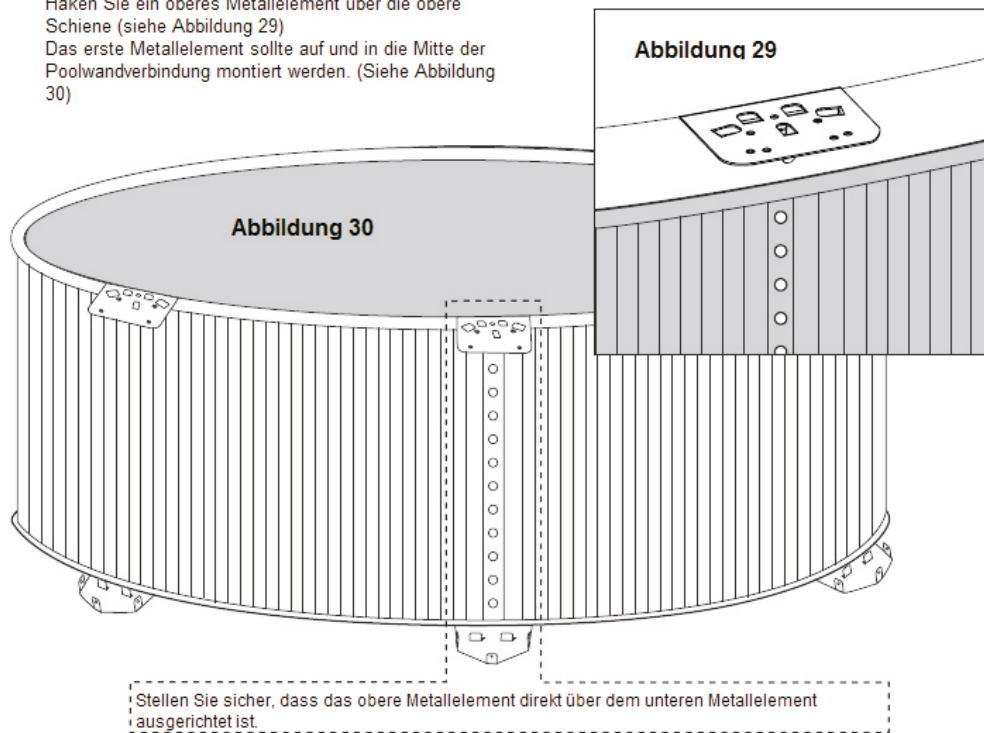 Haken Sie ein oberes Metallelement über die obere
Schiene (siehe Abbildung 29)
Das erste Metallelement sollte auf und in die Mitte der
Poolwandverbindung montiert werden. (Siehe Abbildung
30)
Abbildung 29
Abbildung 30
Stellen Sie sicher, dass das obere Metallelement direkt über dem unteren Metallelement
ausgerichtet ist.